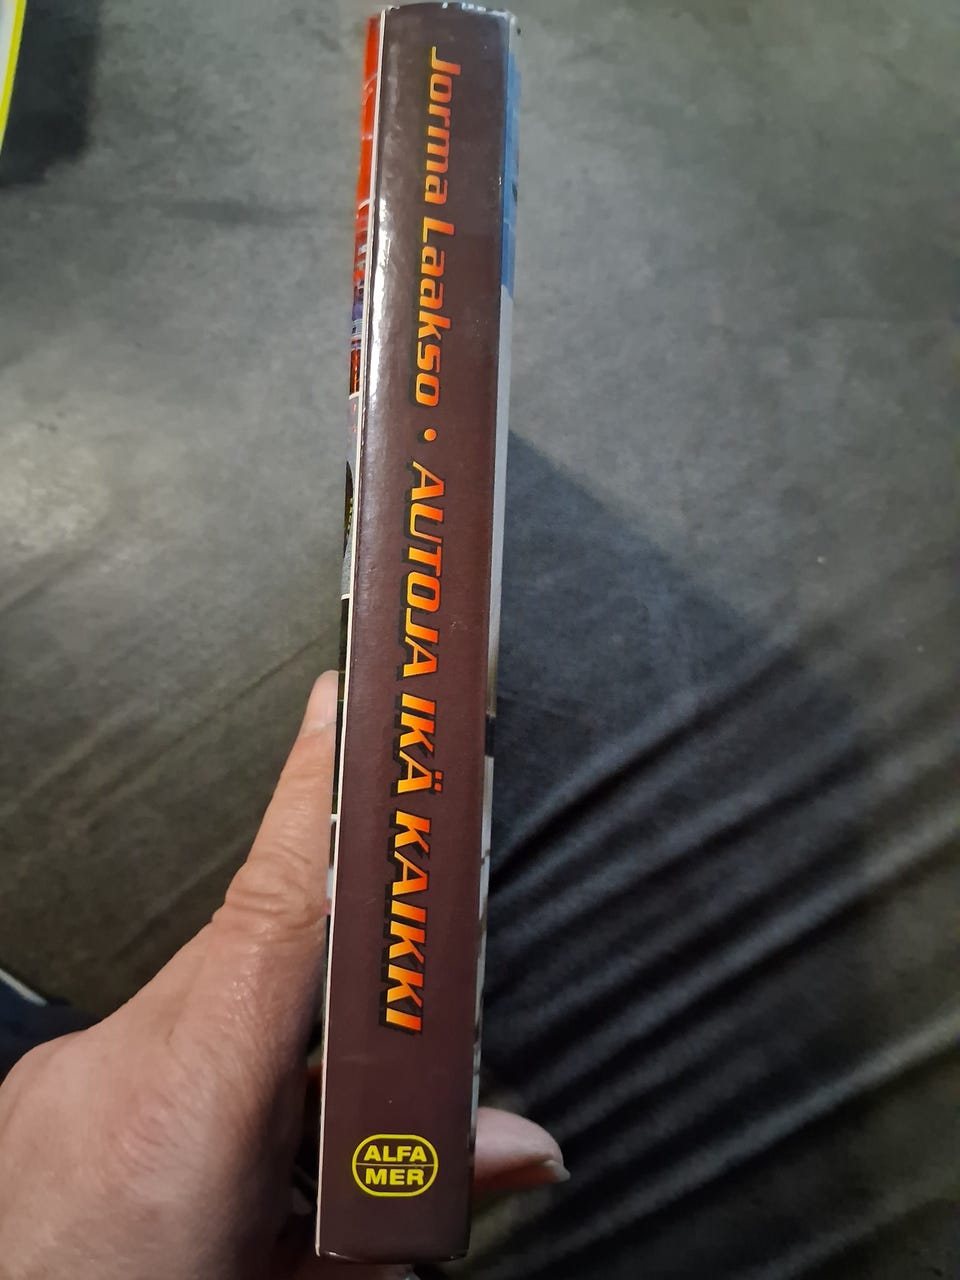 Jorma Laakso • AUTOJA IKÄ KAIKKI
ALFA
MER